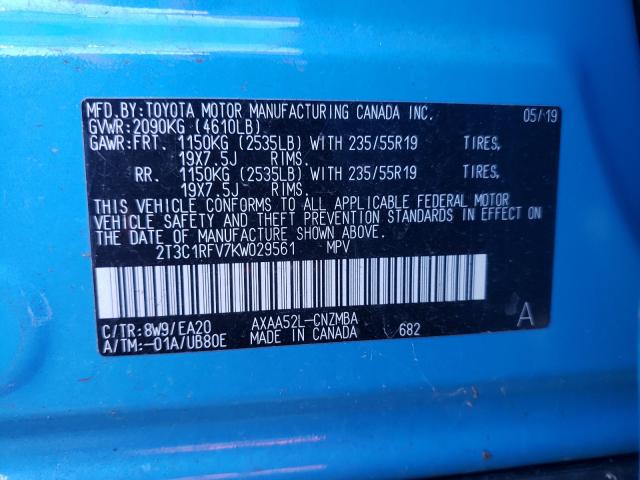 MFD.BY:TOYOTA MOTOR MANUFACTURING CANADA INC. 05/19
GVWR:2090KG (4610LB)
GAWR:FRT. 1150KG (2535LB) WITH 235/55R19 TIRES,
19X7.5J RIMS.
RR. 1150KG (2535LB) WITH 235/55R19 TIRES,
19X7.5J RIMS.
THIS VEHICLE CONFORMS TO ALL APPLICABLE FEDERAL MOTOR
VEHICLE SAFETY AND THEFT PREVENTION STANDARDS IN EFFECT ON
THE DATE OF MANUFACTURE SHOWN ABOVE.
2T3C1RFV7KW029561 MPV
C/TR:8W9/EA20 AXAA52L-CNZMBA A
A/TM:-01A/UB80E MADE IN CANADA 682